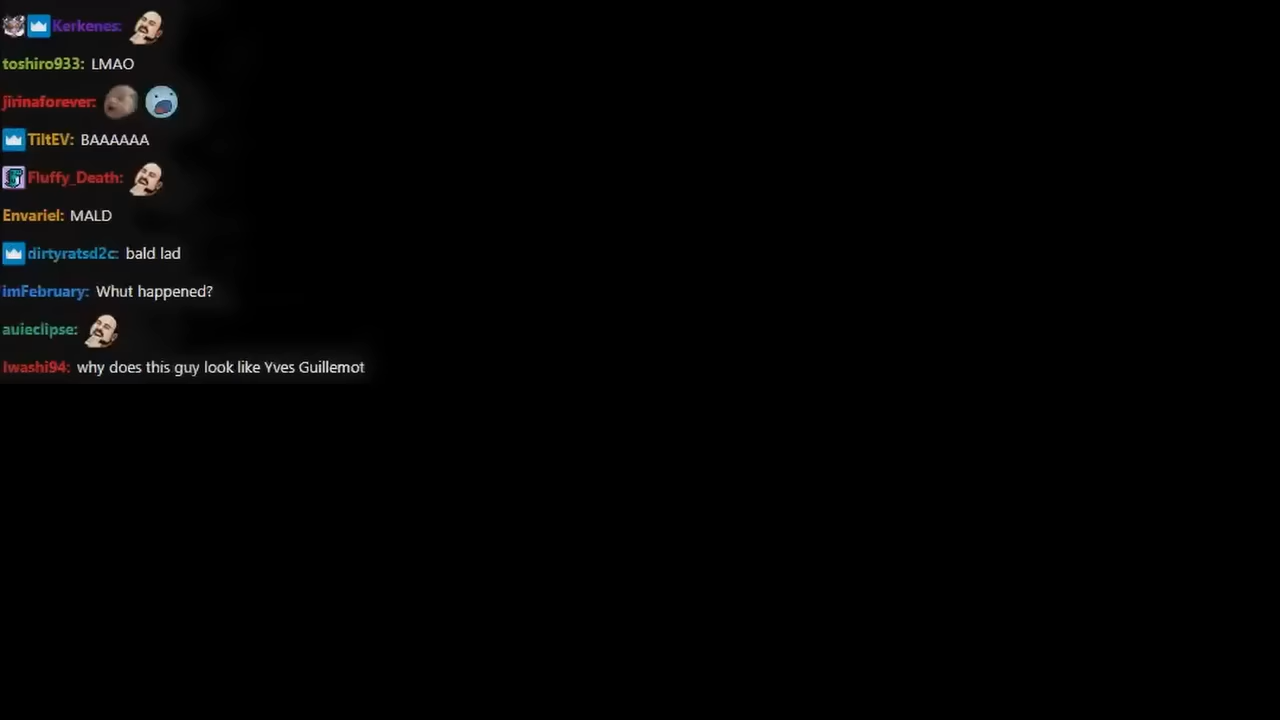 Kerkenes:
toshiro933: LMAO
jirinaforever:
TiltEV: BAAAAAA
Fluffy_Death:
Envariel: MALD
dirtyratsd2c: bald lad
imFebruary: Whut happened?
auieclipse:
Iwashi94: why does this guy look like Yves Guillemot